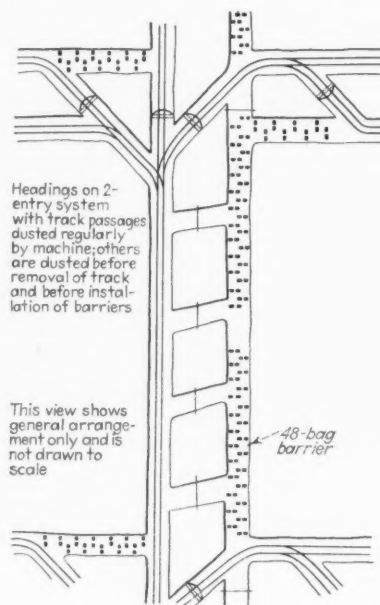 Headings on 2-
entry system
with track passages
dusted regularly
by machine; others
are dusted before
removal of track
and before instal-
lation of barriers
This view shows
general arrange-
ment only and is
not drawn to
scale
48-bag
barrier